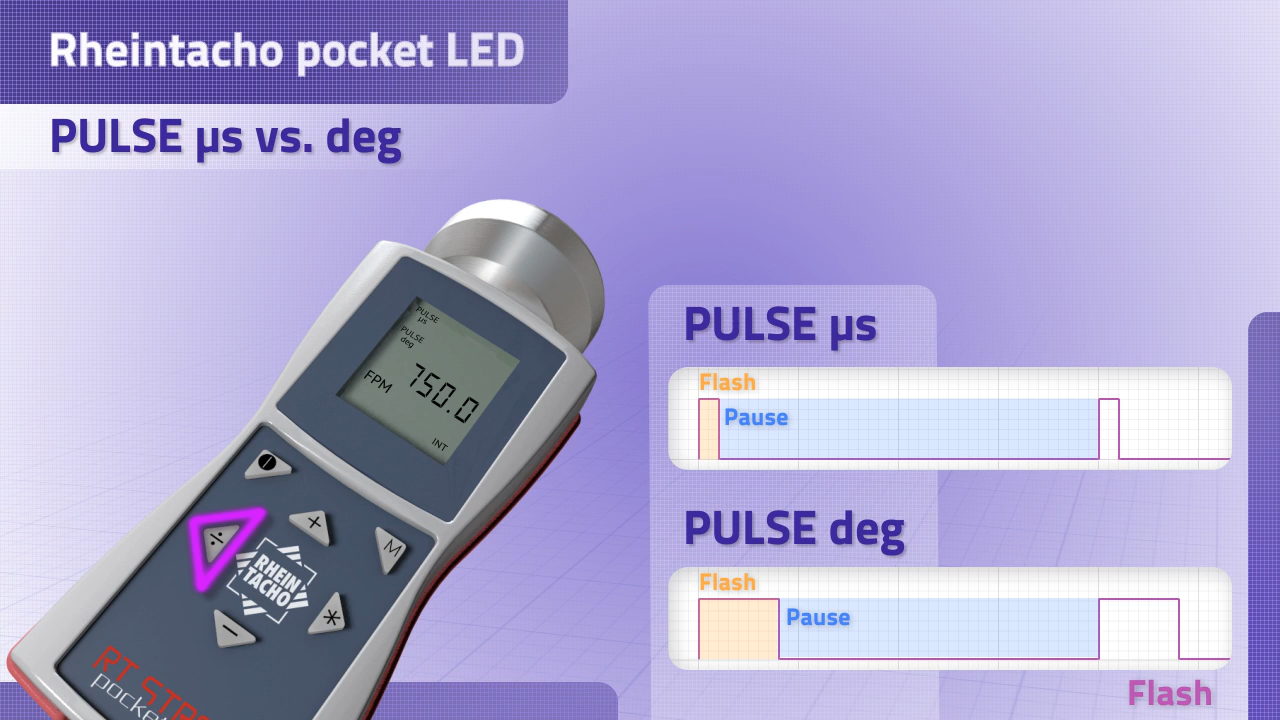 Rheintacho pocket LED
PULSE µs vs. deg
PULSE
µs
PULSE
deg
FPM 750.0
INT
÷
+
M
RHEIN
TACHO
−
*
RT STRO
pocket
PULSE µs
Flash
Pause
PULSE deg
Flash
Pause
Flash